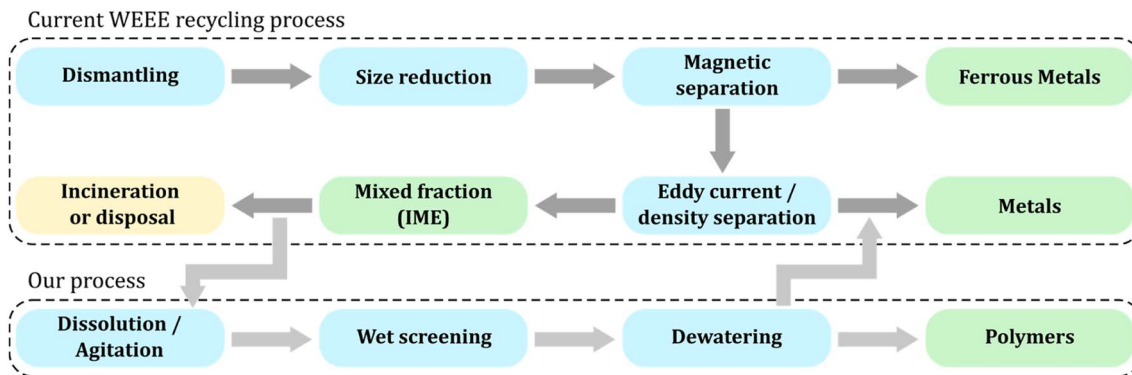 Current WEEE recycling process
Dismantling
Size reduction
Magnetic
separation
Ferrous Metals
Incineration
or disposal
Mixed fraction
(IME)
Eddy current /
density separation
Metals
Our process
Dissolution /
Agitation
Wet screening
Dewatering
Polymers